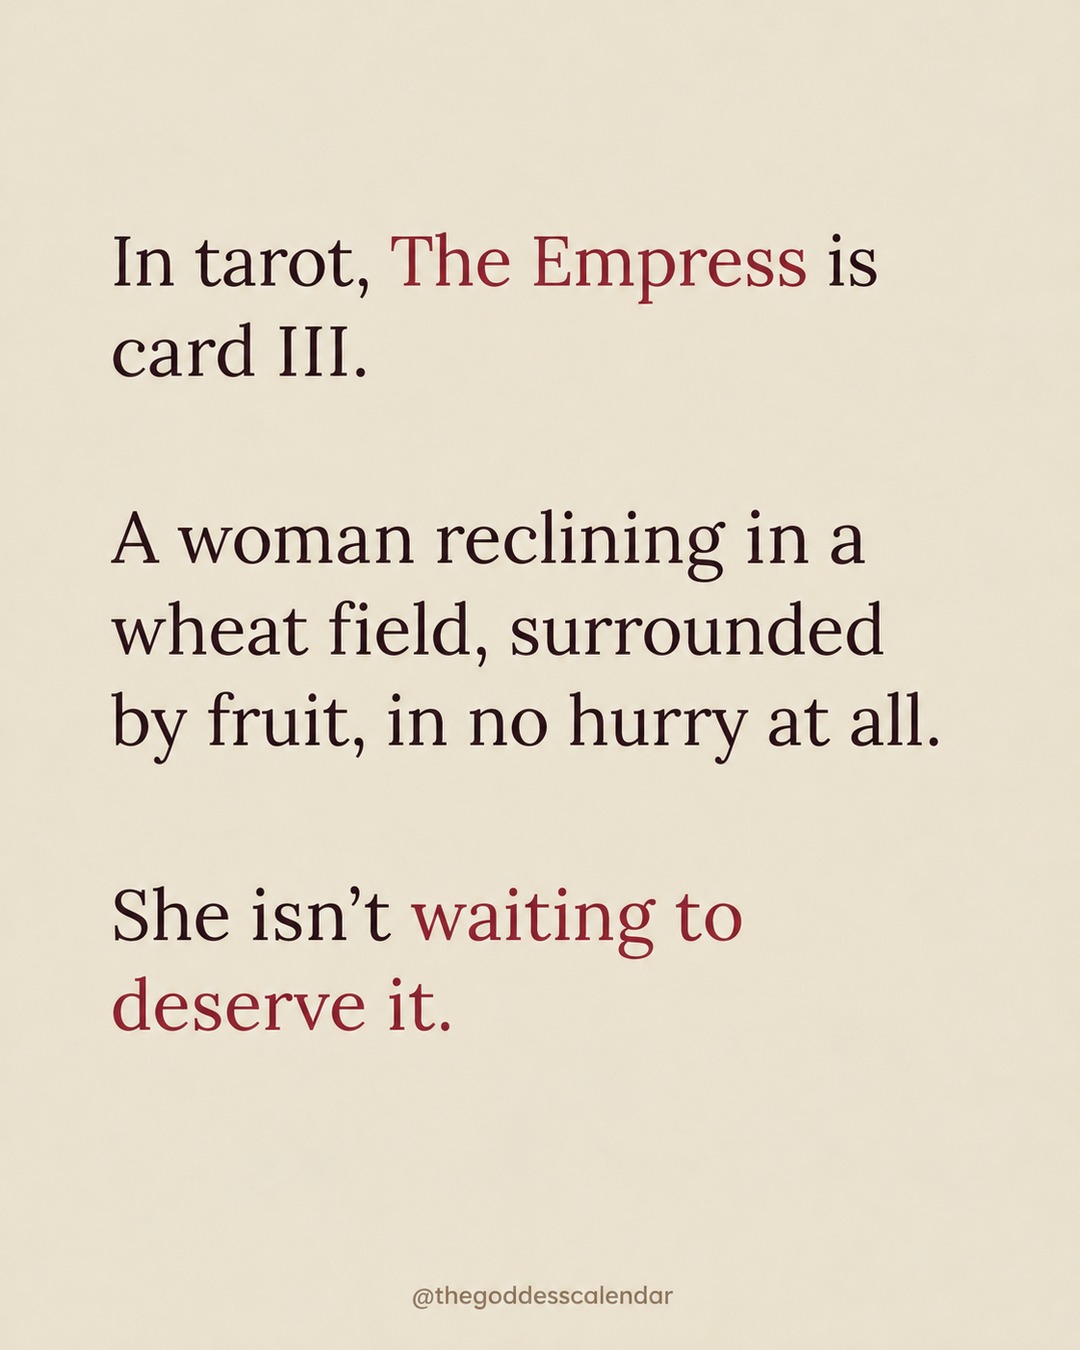 In tarot, The Empress is
card III.
A woman reclining in a
wheat field, surrounded
by fruit, in no hurry at all.
She isn’t waiting to
deserve it.
@thegoddesscalendar